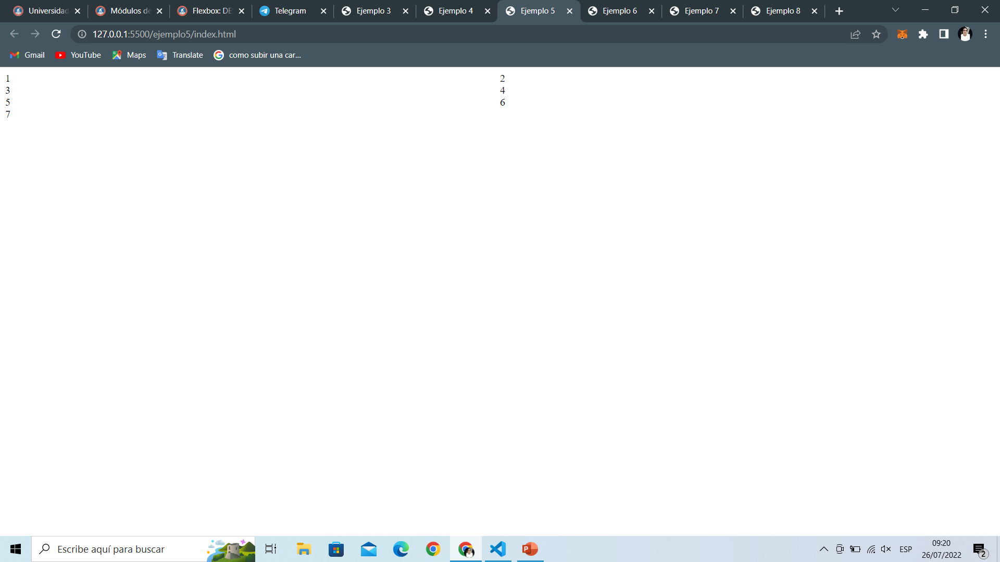 Universidad Módulos de Flexbox: DE Telegram Ejemplo 3 Ejemplo 4 Ejemplo 5 Ejemplo 6 Ejemplo 7 Ejemplo 8
127.0.0.1:5500/ejemplo5/index.html
Gmail YouTube Maps Translate como subir una car...
1 2
3 4
5 6
7
Escribe aquí para buscar
ESP
09:20
26/07/2022
2